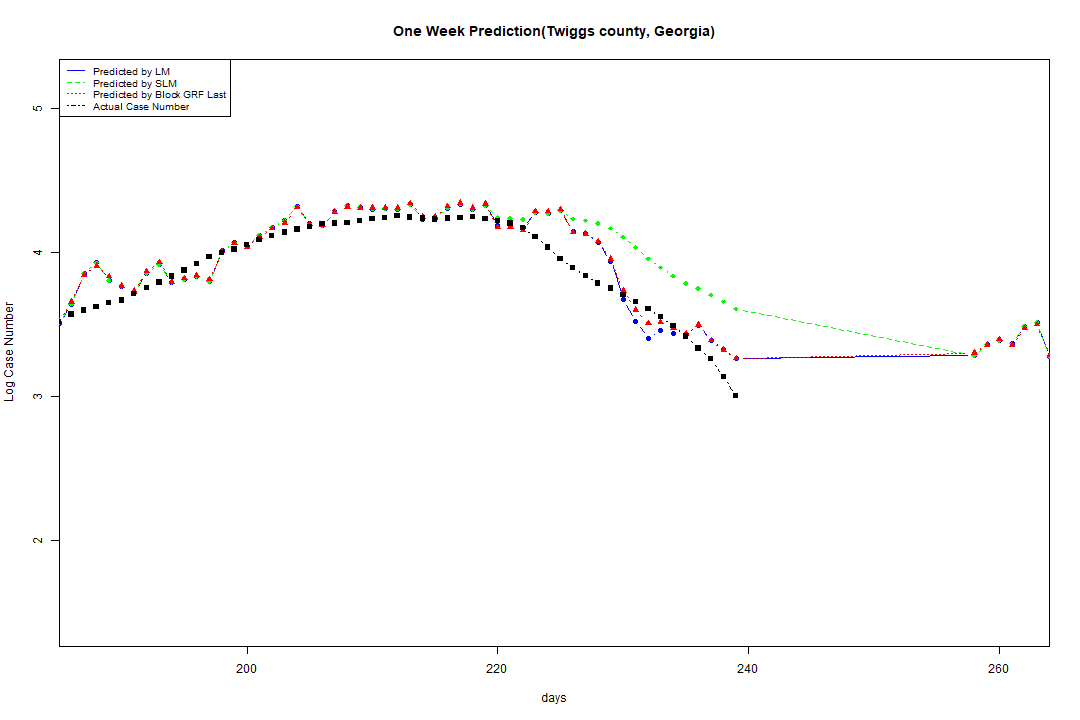 One Week Prediction(Twiggs county, Georgia)
Predicted by LM
Predicted by SLM
Predicted by Block GRF Last
Actual Case Number
5
4
3
2
Log Case Number
200
220
240
260
days